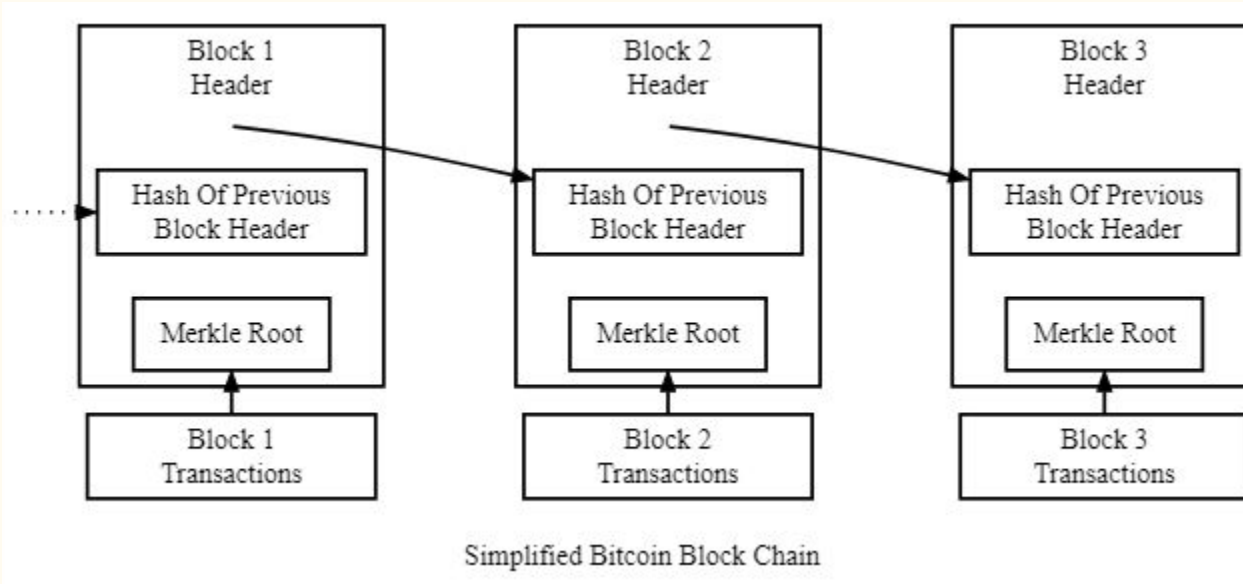 Block 1
Header
Hash Of Previous
Block Header
Merkle Root
Block 1
Transactions
Block 2
Header
Hash Of Previous
Block Header
Merkle Root
Block 2
Transactions
Block 3
Header
Hash Of Previous
Block Header
Merkle Root
Block 3
Transactions
Simplified Bitcoin Block Chain